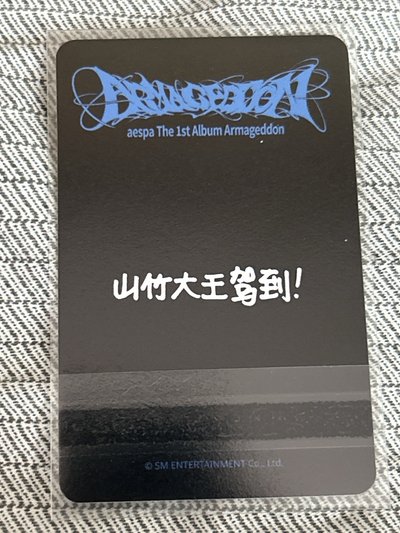 ARMAGEDDON
aespa The 1st Album Armageddon
山竹大王驾到!
© SM ENTERTAINMENT Co., Ltd.